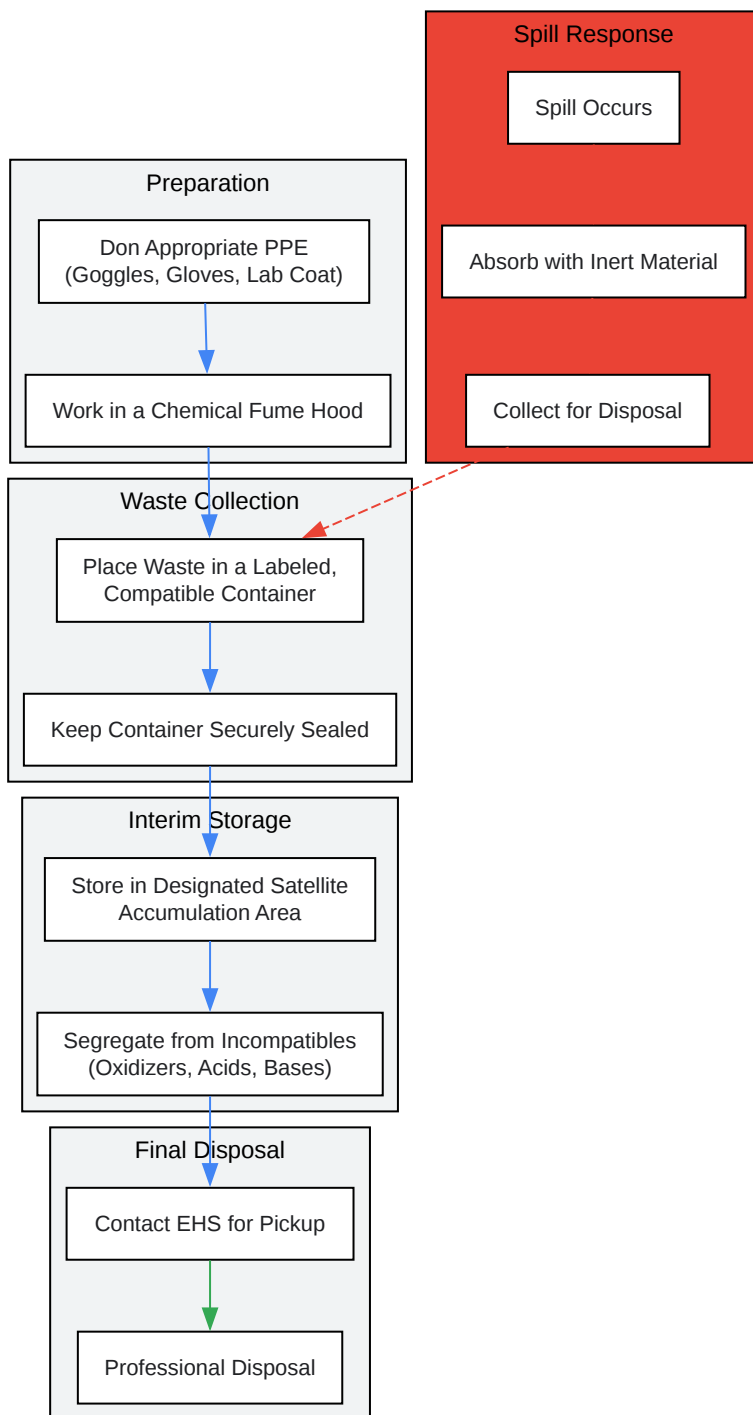 Spill Response
Spill Occurs
Absorb with Inert Material
Collect for Disposal
Preparation
Don Appropriate PPE
(Goggles, Gloves, Lab Coat)
Work in a Chemical Fume Hood
Waste Collection
Place Waste in a Labeled,
Compatible Container
Keep Container Securely Sealed
Interim Storage
Store in Designated Satellite
Accumulation Area
Segregate from Incompatibles
(Oxidizers, Acids, Bases)
Final Disposal
Contact EHS for Pickup
Professional Disposal